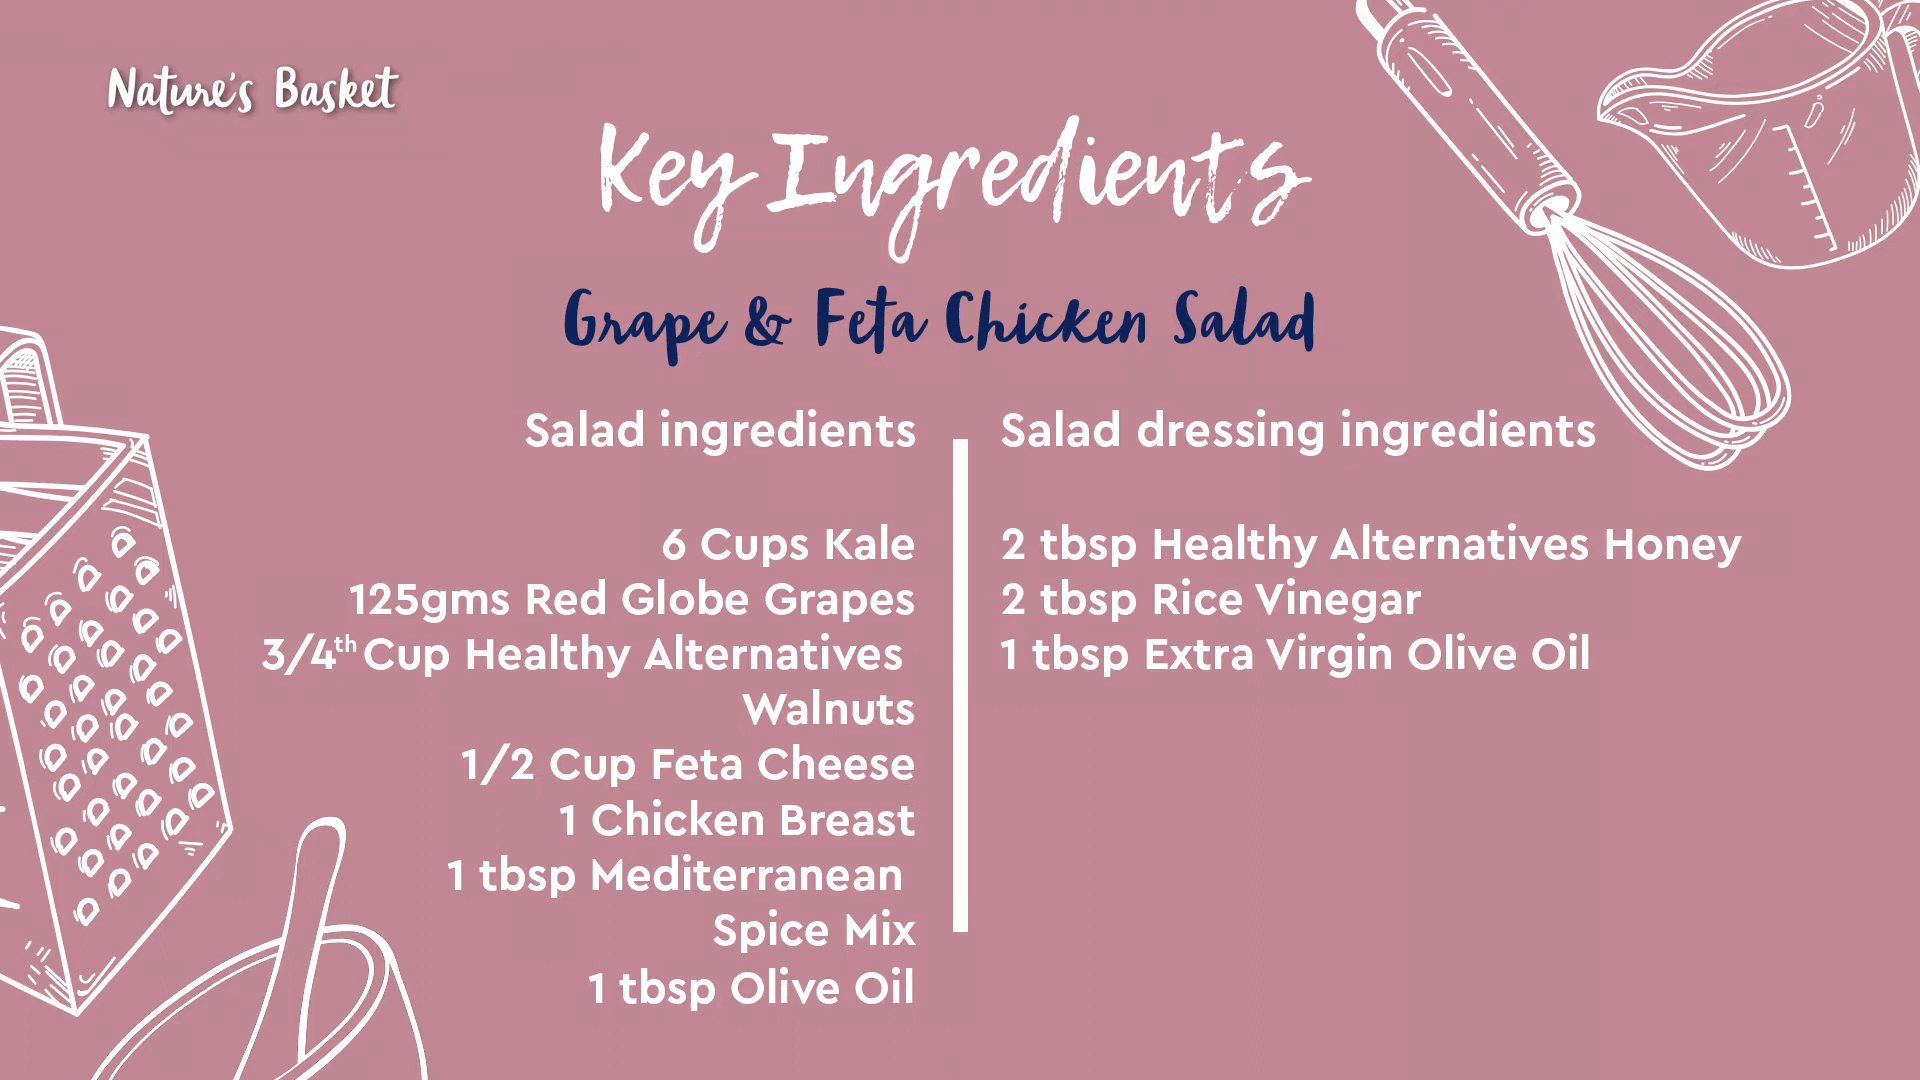 Nature's Basket
Key Ingredients
Grape & Feta Chicken Salad
Salad ingredients
6 Cups Kale
125gms Red Globe Grapes
3/4th Cup Healthy Alternatives
Walnuts
1/2 Cup Feta Cheese
1 Chicken Breast
1 tbsp Mediterranean
Spice Mix
1 tbsp Olive Oil
Salad dressing ingredients
2 tbsp Healthy Alternatives Honey
2 tbsp Rice Vinegar
1 tbsp Extra Virgin Olive Oil